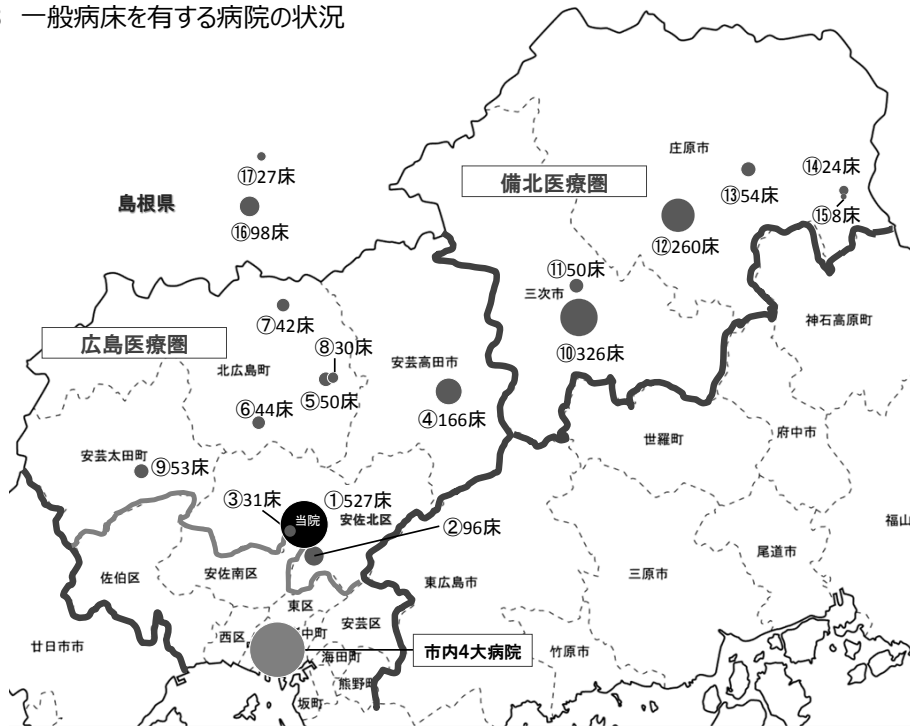 一般病床を有する病院の状況
庄原市
⑭24床
⑰27床
備北医療圏
⑬54床
島根県
⑮8床
⑯98床
⑫260床
⑪50床
三次市
神石高原町
⑦42床
広島医療圏
⑧30床
⑩326床
北広島町
安芸高田市
⑤50床
⑥44床
④166床
府中市
世羅町
安芸太田町
⑨53床
③31床
①527床
当院
安佐北区
②96床
福山
尾道市
佐伯区
安佐南区
東広島市
三原市
東区
安芸区
西区
中町
廿日市市
海田町
市内4大病院
竹原市
熊野町
坂町